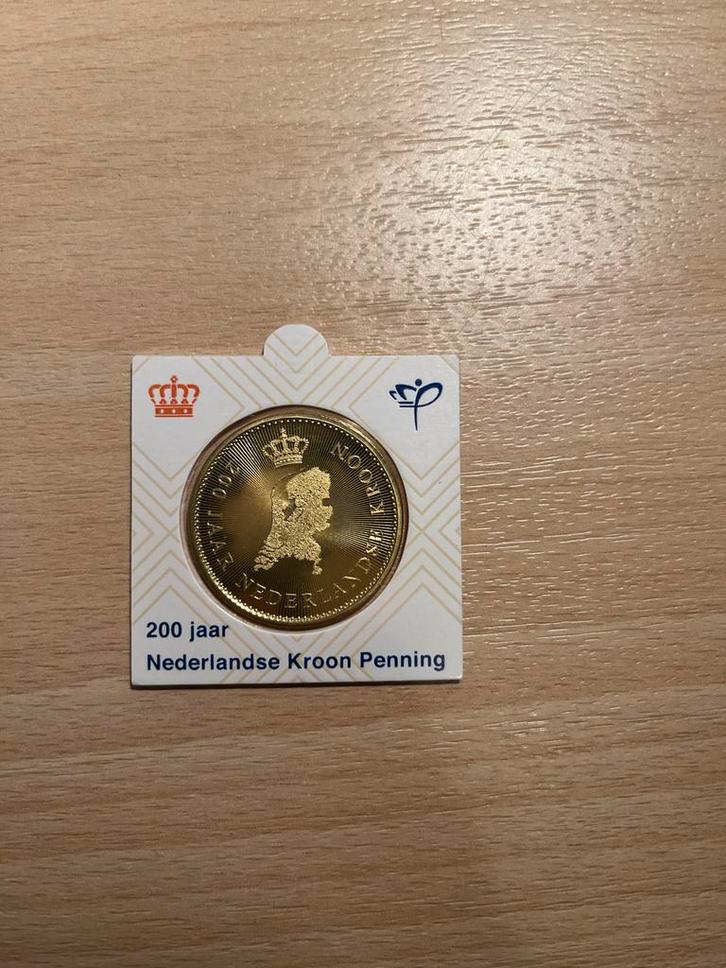 200 JAAR NEDERLANDSE KROON
200 jaar
Nederlandse Kroon Penning